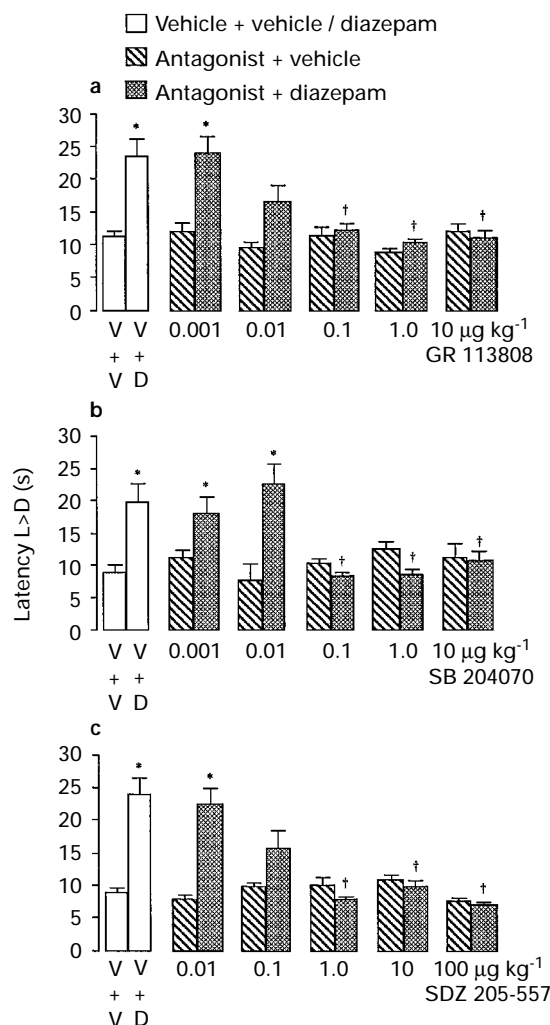 Vehicle + vehicle / diazepam
Antagonist + vehicle
Antagonist + diazepam
a
30
25
20
15
10
5
0
* * † † †
V + V
V + D
0.001 0.01 0.1 1.0 10 µg kg-1
GR 113808
Latency L>D (s)
b
30
25
20
15
10
5
0
* * * † † †
V + V
V + D
0.001 0.01 0.1 1.0 10 µg kg-1
SB 204070
c
30
25
20
15
10
5
0
* * † † †
V + V
V + D
0.01 0.1 1.0 10 100 µg kg-1
SDZ 205-557